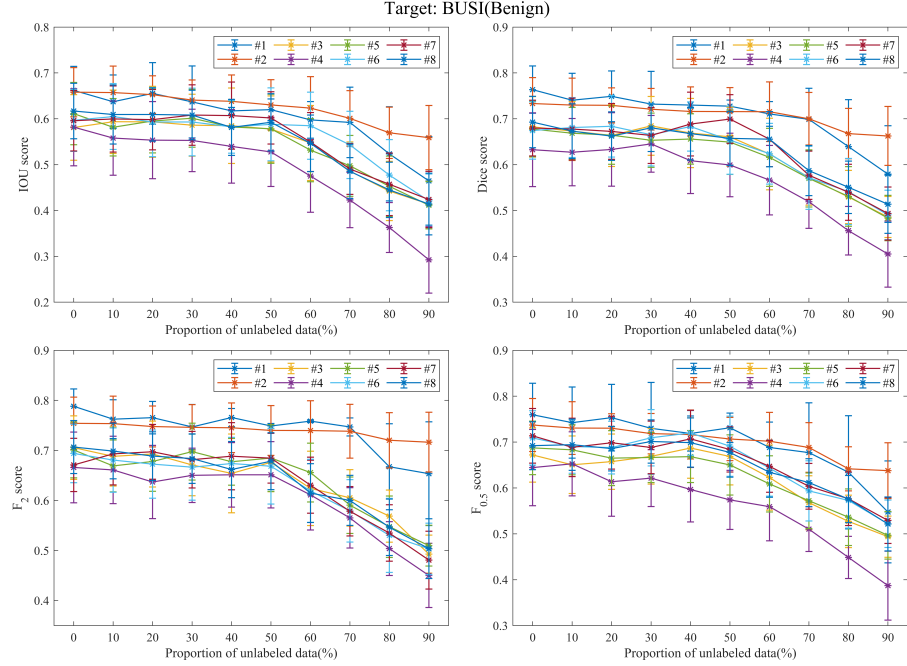 Target: BUSI(Benign)
0.8
0.7
0.6
0.5
0.4
0.3
0.2
IOU score
#1 #3 #5 #7
#2 #4 #6 #8
0 10 20 30 40 50 60 70 80 90
Proportion of unlabeled data(%)
0.9
0.8
0.7
0.6
0.5
0.4
0.3
Dice score
#1 #3 #5 #7
#2 #4 #6 #8
0 10 20 30 40 50 60 70 80 90
Proportion of unlabeled data(%)
0.9
0.8
0.7
0.6
0.5
0.4
F2 score
#1 #3 #5 #7
#2 #4 #6 #8
0 10 20 30 40 50 60 70 80 90
Proportion of unlabeled data(%)
0.9
0.8
0.7
0.6
0.5
0.4
0.3
F0.5 score
#1 #3 #5 #7
#2 #4 #6 #8
0 10 20 30 40 50 60 70 80 90
Proportion of unlabeled data(%)